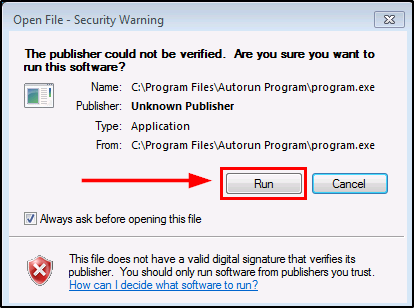 Open File - Security Warning
The publisher could not be verified.  Are you sure you want to
run this software?
Name: C:\Program Files\Autorun Program\program.exe
Publisher: Unknown Publisher
Type: Application
From: C:\Program Files\Autorun Program\program.exe
Run Cancel
Always ask before opening this file
This file does not have a valid digital signature that verifies its
publisher.  You should only run software from publishers you trust.
How can I decide what software to run?